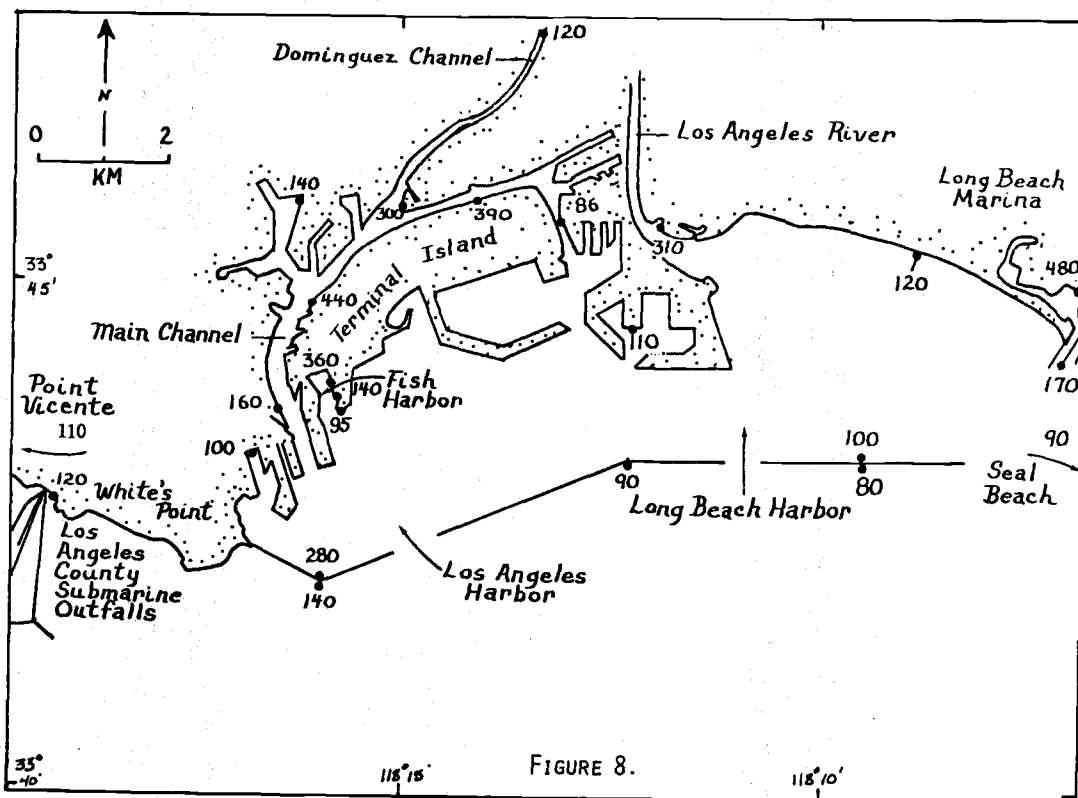 120
Dominguez Channel
N
0 2
KM
Los Angeles River
Long Beach
Marina
140
300
390
86
310
Island
Terminal
33°
45'
480
120
440
Main Channel
110
360
140
Fish
Harbor
95
160
170
Point
Vicente
110
100
100
90
90
80
Seal
Beach
120
White's
Point
Long Beach Harbor
Los
Angeles
County
Submarine
Outfalls
280
140
Los Angeles
Harbor
33°
40'
118°15'
FIGURE 8.
118°10'